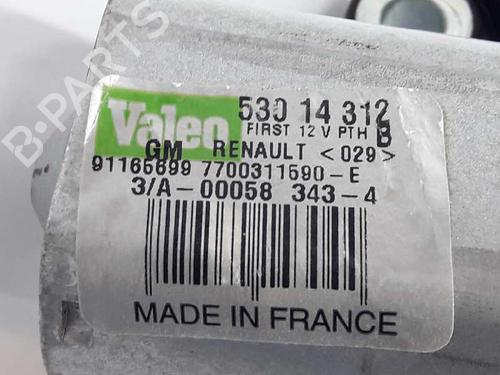 B-PARTS
Valeo 530 14 312
FIRST 12 V PTH B
GM RENAULT <029>
91165699 7700311590-E
3/A-00058 343-4
MADE IN FRANCE